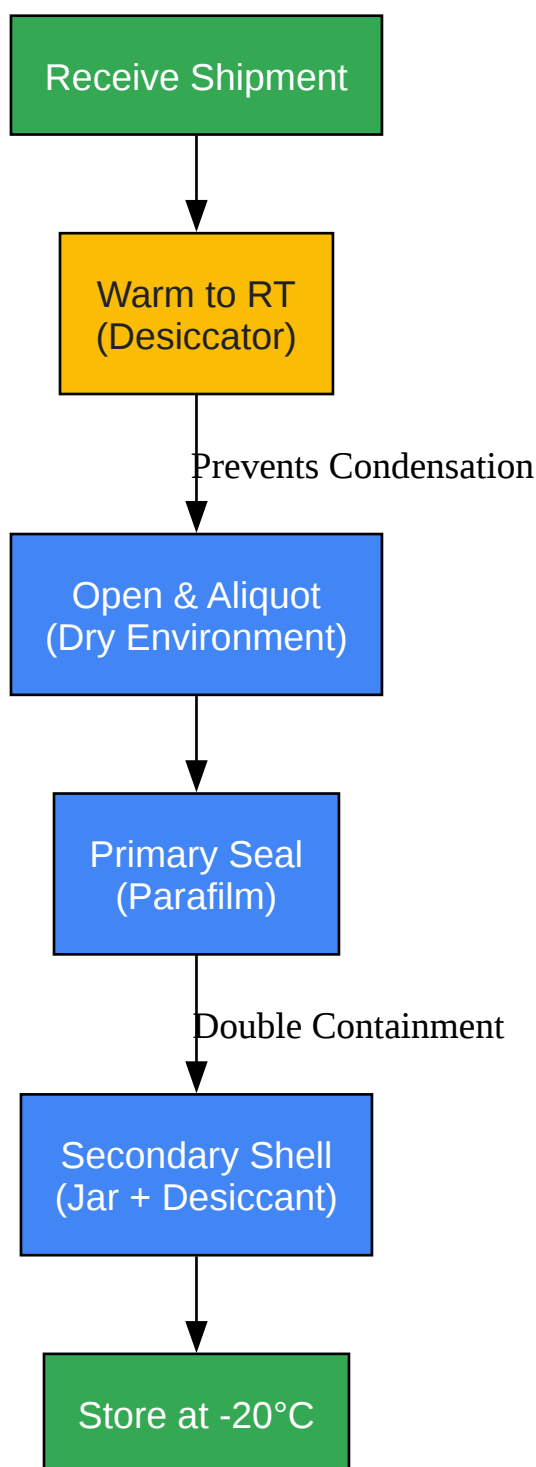 Receive Shipment
Warm to RT
(Desiccator)
Prevents Condensation
Open & Aliquot
(Dry Environment)
Primary Seal
(Parafilm)
Double Containment
Secondary Shell
(Jar + Desiccant)
Store at -20°C